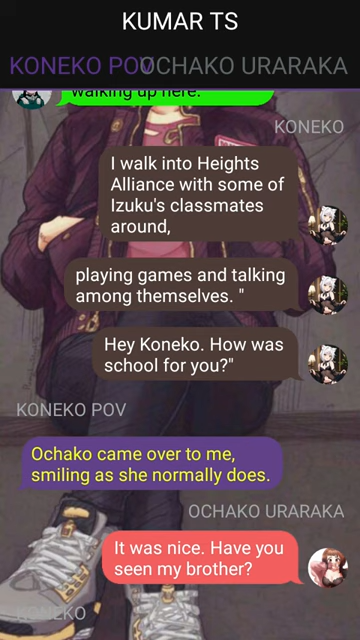 KUMAR TS
KONEKO POV
OCHAKO URARAKA
walking up here.
KONEKO
I walk into Heights
Alliance with some of
Izuku's classmates
around,
playing games and talking
among themselves. "
Hey Koneko. How was
school for you?"
KONEKO POV
Ochako came over to me,
smiling as she normally does.
OCHAKO URARAKA
It was nice. Have you
seen my brother?
KONEKO